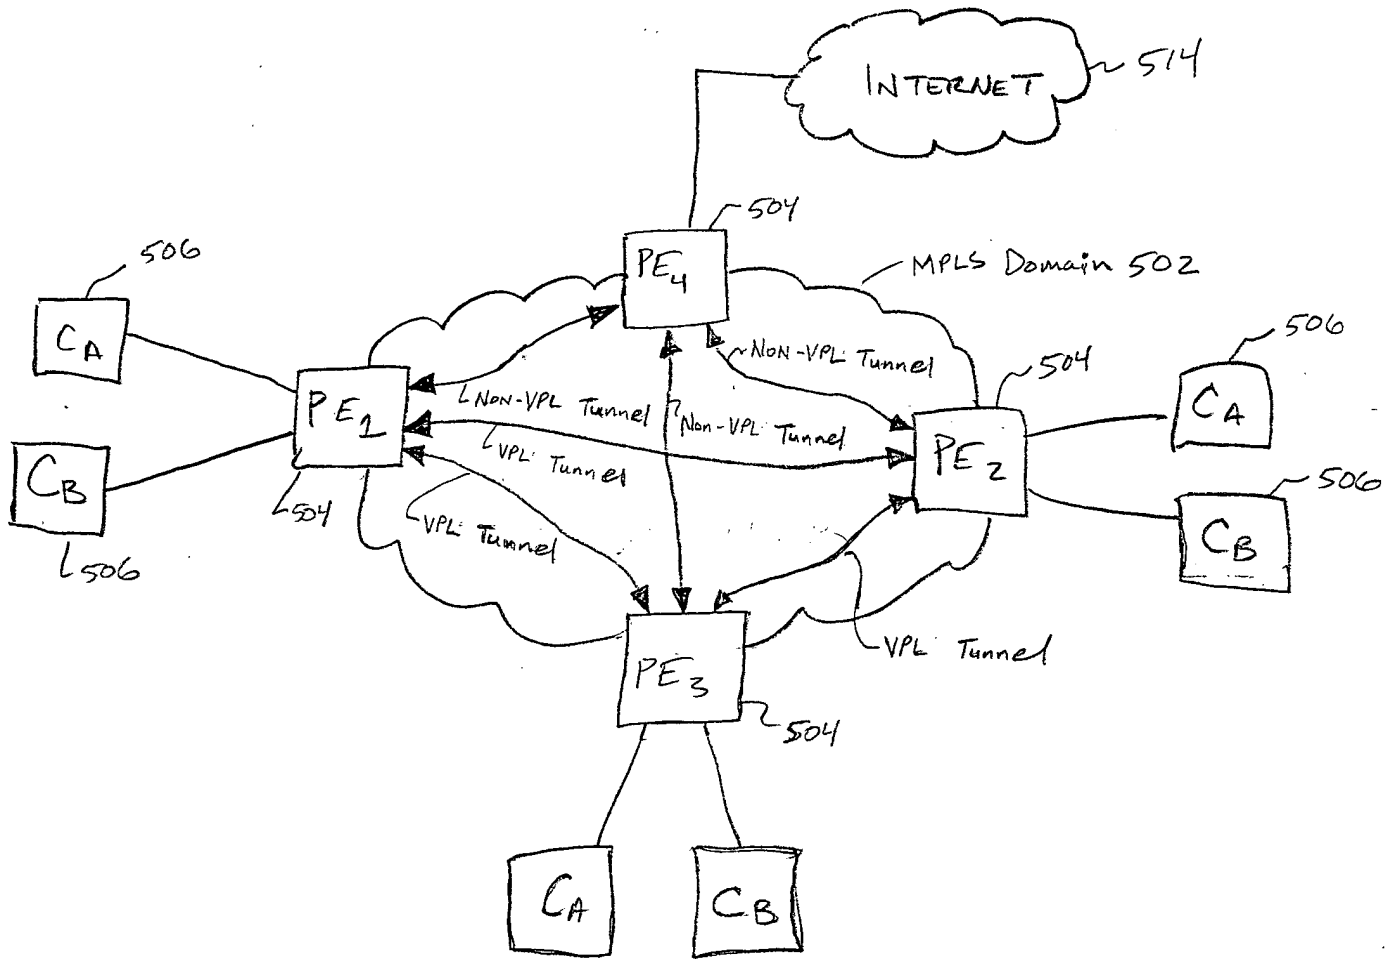 INTERNET
514
504
PE4
506
MPLS Domain 502
CA
506
Non-VPL Tunnel
504
PE1
Non-VPL Tunnel
Non-VPL Tunnel
CA
VPL Tunnel
PE2
CB
504
VPL Tunnel
506
506
CB
VPL Tunnel
PE3
504
CA
CB